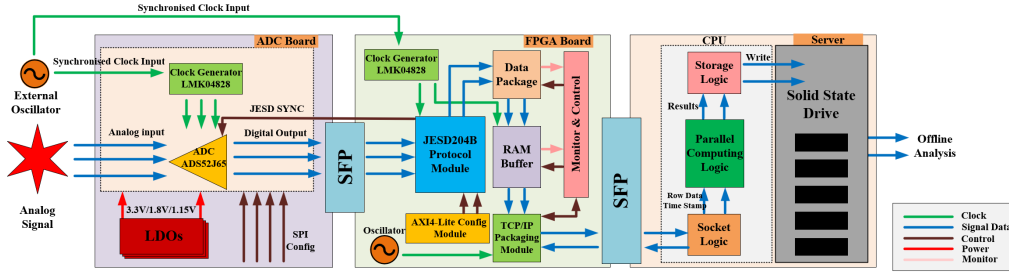 Synchronised Clock Input
ADC Board
FPGA Board
CPU
Server
Synchronised Clock Input
External
Oscillator
Clock Generator
LMK04828
JESD SYNC
Analog input
Digital Output
ADC
ADS52J65
Analog
Signal
3.3V/1.8V/1.15V
LDOs
SPI
Config
SFP
Clock Generator
LMK04828
JESD204B
Protocol
Module
Data
Package
RAM
Buffer
Monitor & Control
AXI4-Lite Config
Module
Oscillator
TCP/IP
Packaging
Module
SFP
Storage
Logic
Write
Results
Parallel
Computing
Logic
Row Data
Time Stamp
Socket
Logic
Solid State
Drive
Offline
Analysis
Clock
Signal Data
Control
Power
Monitor